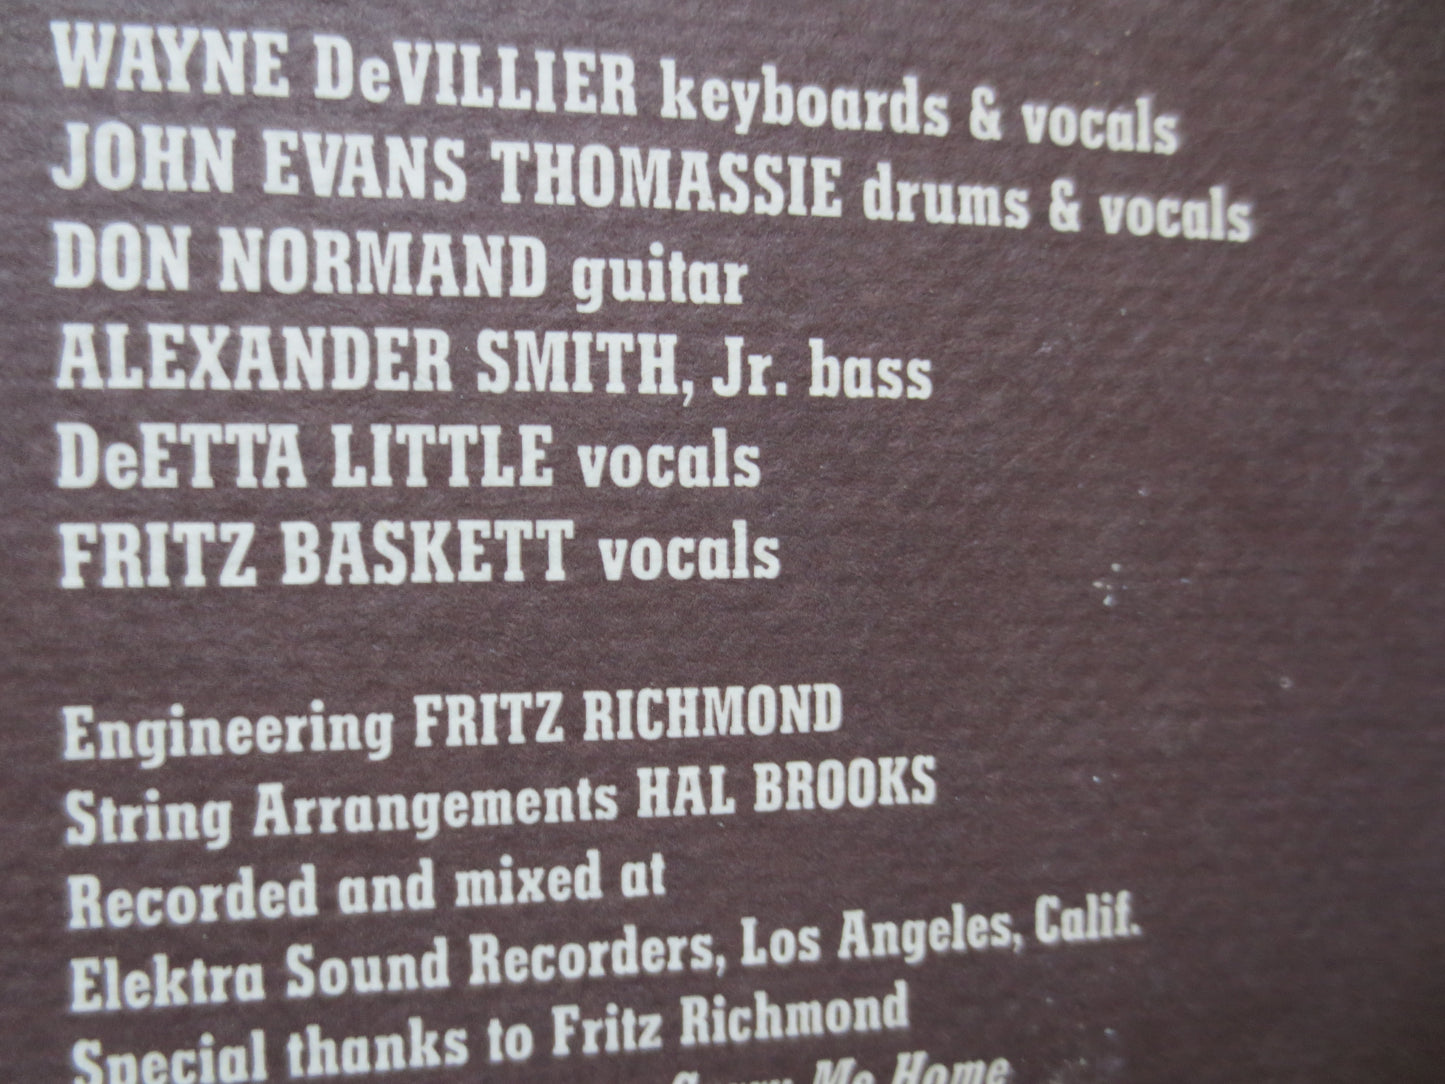 WAYNE DeVILLIER keyboards & vocals
JOHN EVANS THOMASSIE drums & vocals
DON NORMAND guitar
ALEXANDER SMITH, Jr. bass
DeETTA LITTLE vocals
FRITZ BASKETT vocals
Engineering FRITZ RICHMOND
String Arrangements HAL BROOKS
Recorded and mixed at
Elektra Sound Recorders, Los Angeles, Calif.
Special thanks to Fritz Richmond
Me Home